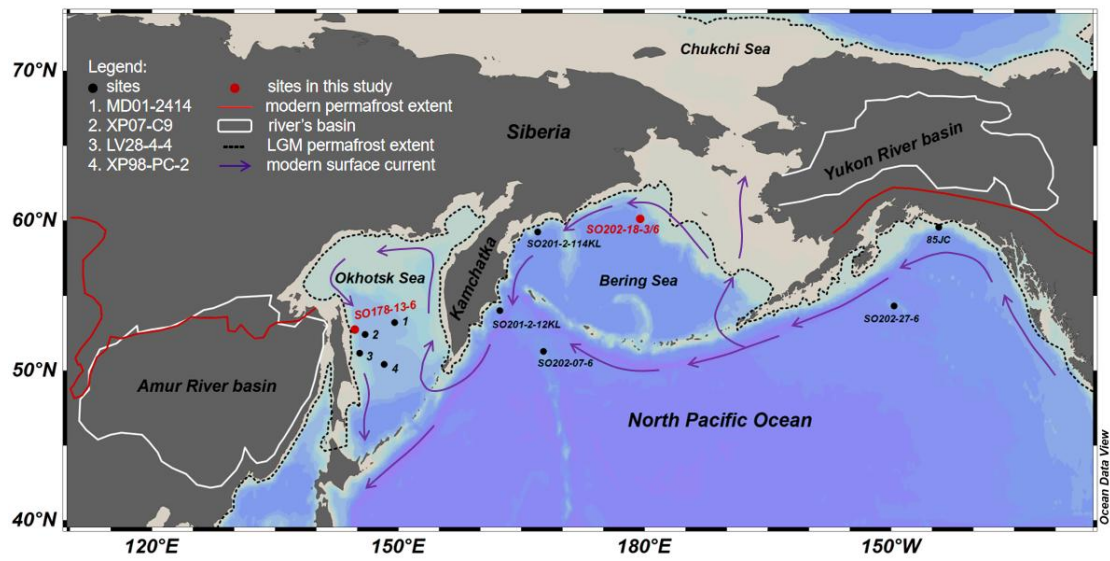 70°N
60°N
50°N
40°N
120°E
150°E
180°E
150°W
Legend:
sites
1. MD01-2414
2. XP07-C9
3. LV28-4-4
4. XP98-PC-2
sites in this study
modern permafrost extent
river's basin
LGM permafrost extent
modern surface current
Chukchi Sea
Siberia
Yukon River basin
SO202-18-3/6
SO201-2-114KL
85JC
Okhotsk Sea
Kamchatka
Bering Sea
SO178-13-6
1
2
3
4
SO201-2-12KL
SO202-07-6
SO202-27-6
Amur River basin
North Pacific Ocean
Ocean Data View